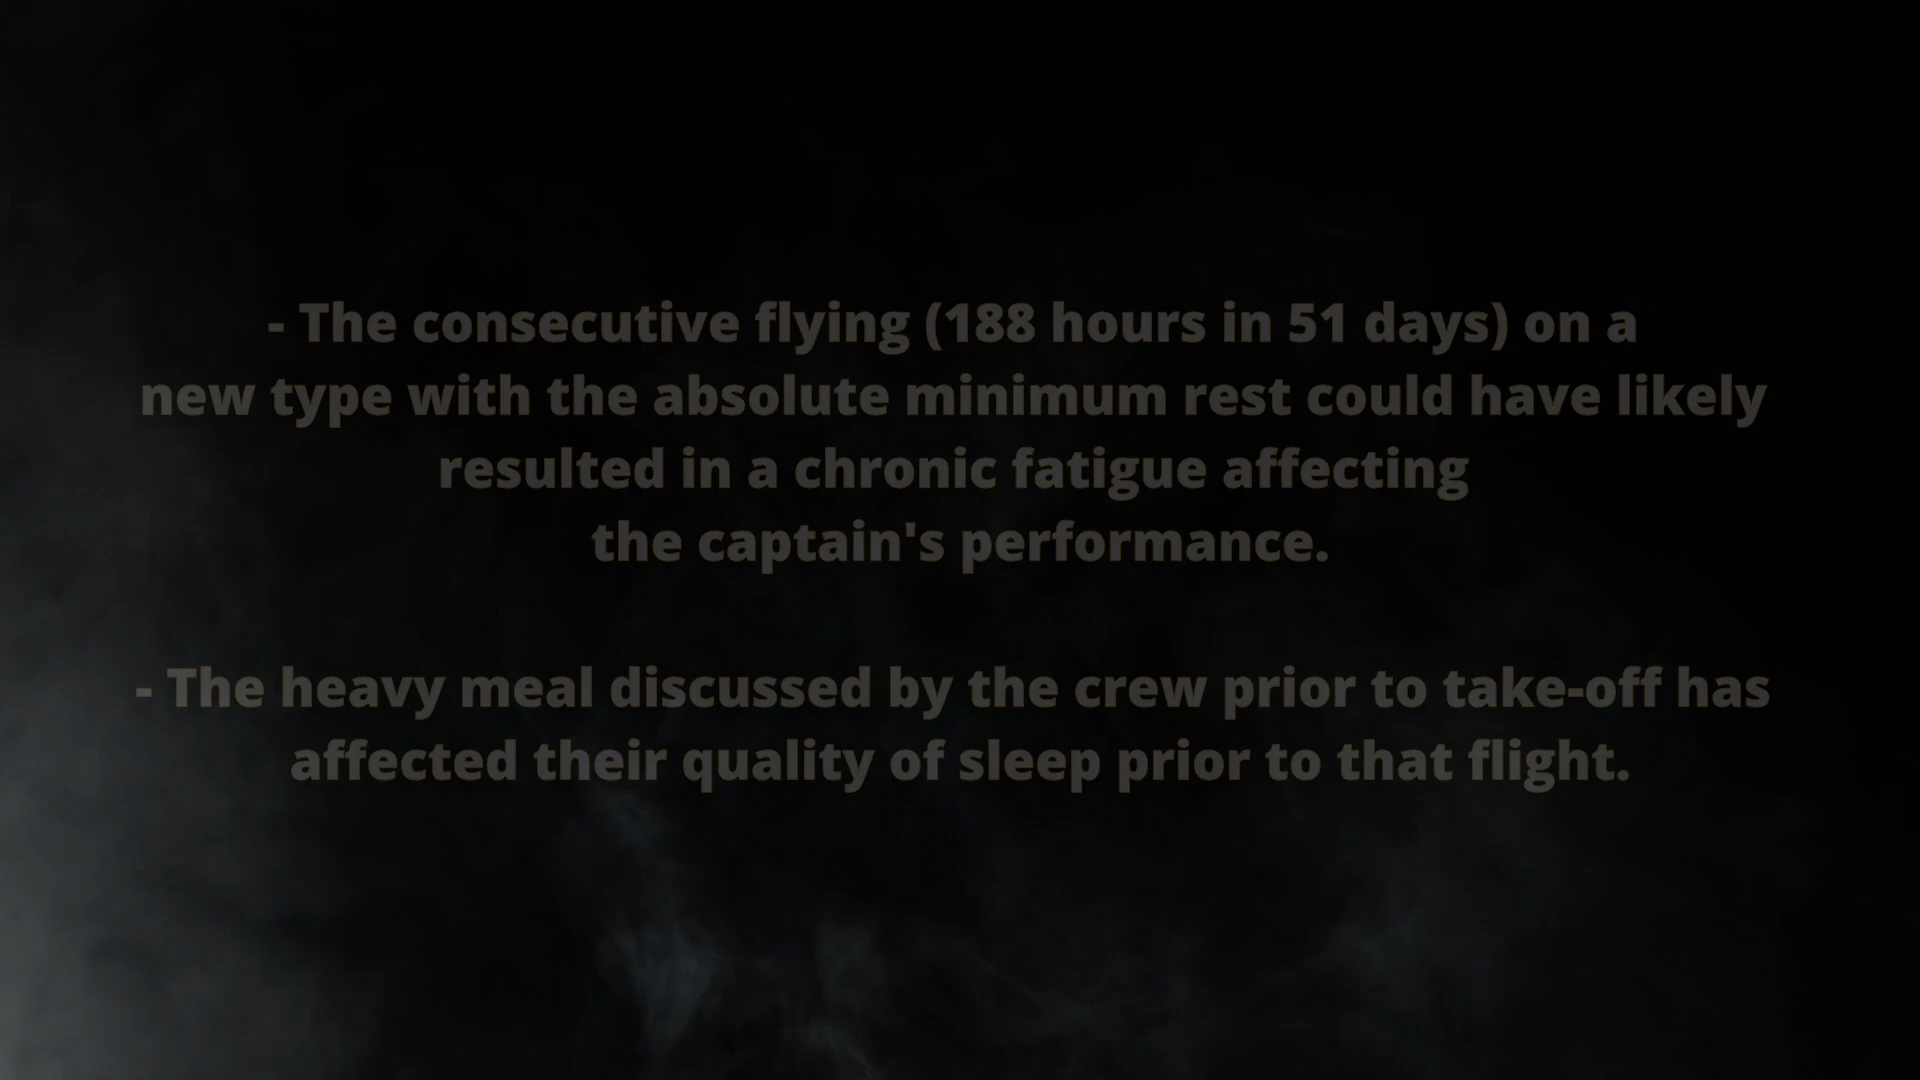 - The consecutive flying (188 hours in 51 days) on a
new type with the absolute minimum rest could have likely
resulted in a chronic fatigue affecting
the captain's performance.
- The heavy meal discussed by the crew prior to take-off has
affected their quality of sleep prior to that flight.